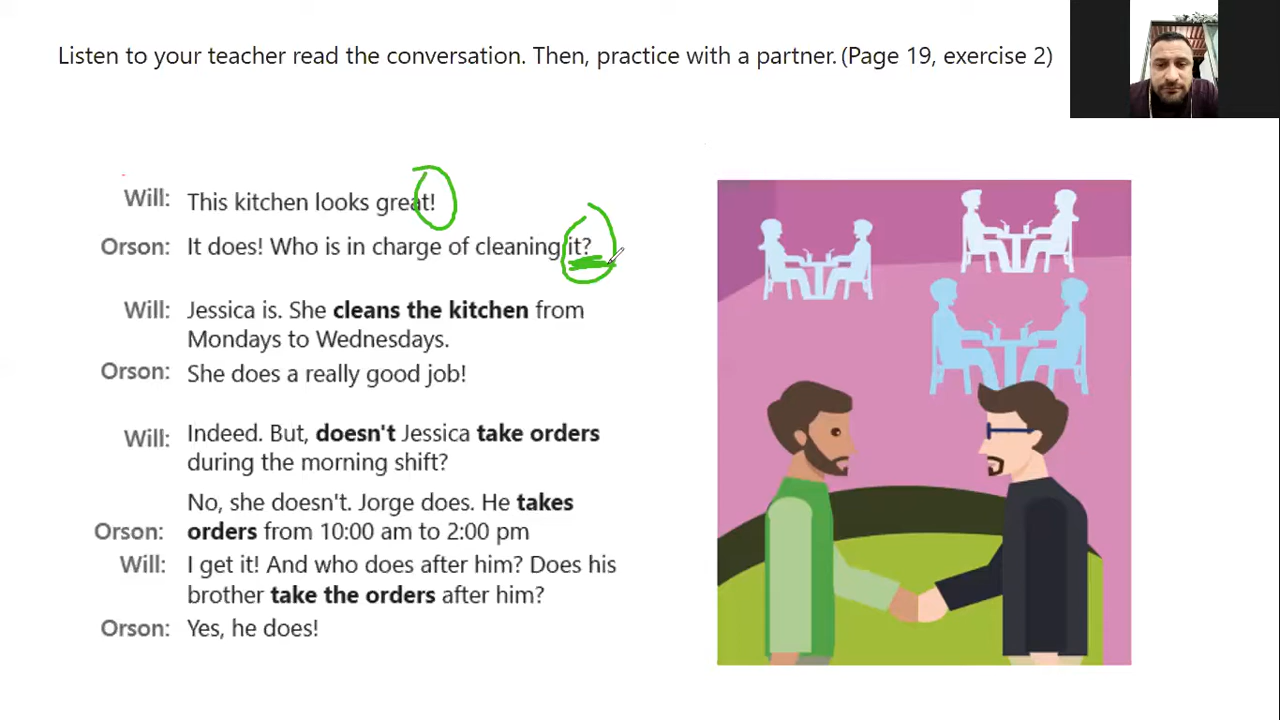 Listen to your teacher read the conversation. Then, practice with a partner. (Page 19, exercise 2)
Will: This kitchen looks great!
Orson: It does! Who is in charge of cleaning it?
Will: Jessica is. She cleans the kitchen from
Mondays to Wednesdays.
Orson: She does a really good job!
Will: Indeed. But, doesn't Jessica take orders
during the morning shift?
No, she doesn't. Jorge does. He takes
Orson: orders from 10:00 am to 2:00 pm
Will: I get it! And who does after him? Does his
brother take the orders after him?
Orson: Yes, he does!